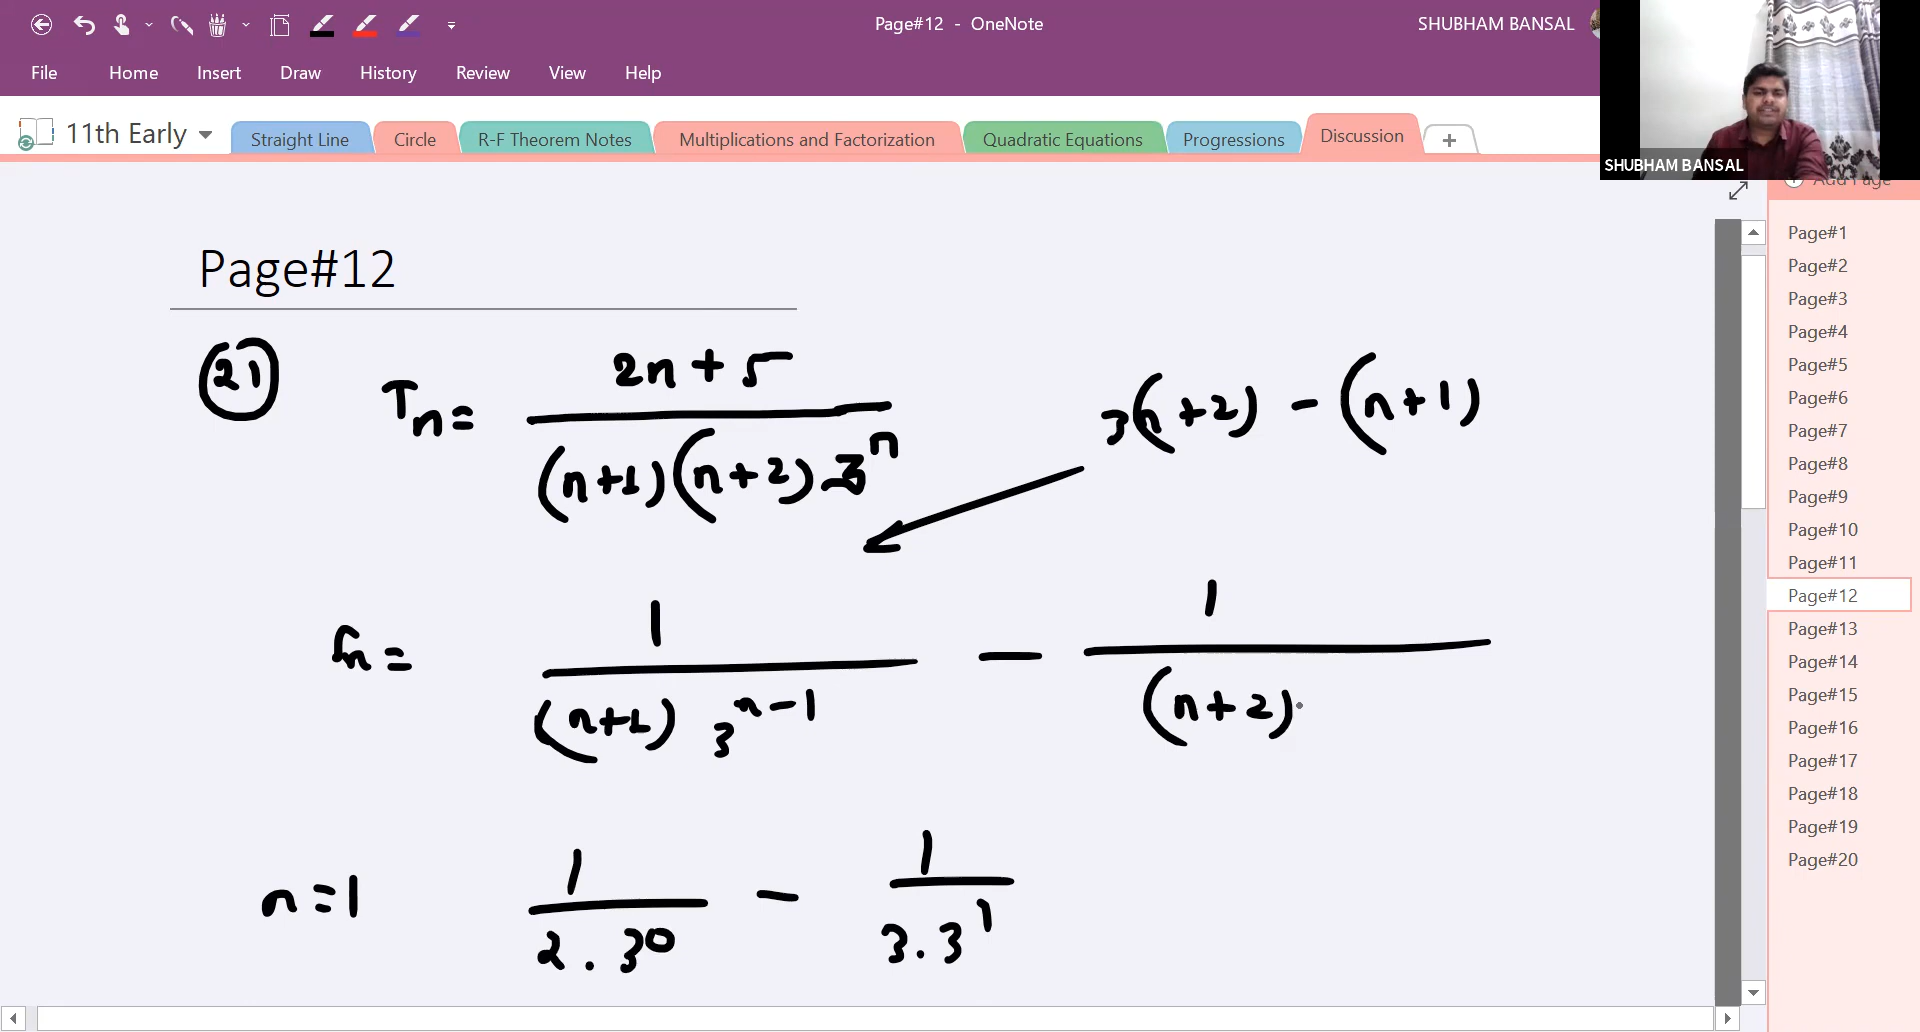 Page#12 - OneNote
SHUBHAM BANSAL
File Home Insert Draw History Review View Help
11th Early
Straight Line Circle R-F Theorem Notes Multiplications and Factorization Quadratic Equations Progressions Discussion +
SHUBHAM BANSAL
Add Page
Page#1
Page#2
Page#3
Page#4
Page#5
Page#6
Page#7
Page#8
Page#9
Page#10
Page#11
Page#12
Page#13
Page#14
Page#15
Page#16
Page#17
Page#18
Page#19
Page#20
Page#12
21
2n + 5
Tn =
(n+1)(n+2).3^n
3(n+2) - (n+1)
1 1
= —
(n+1) 3^n-1 (n+2)
1 1
n=1 —
2 . 3^0 3.3^1